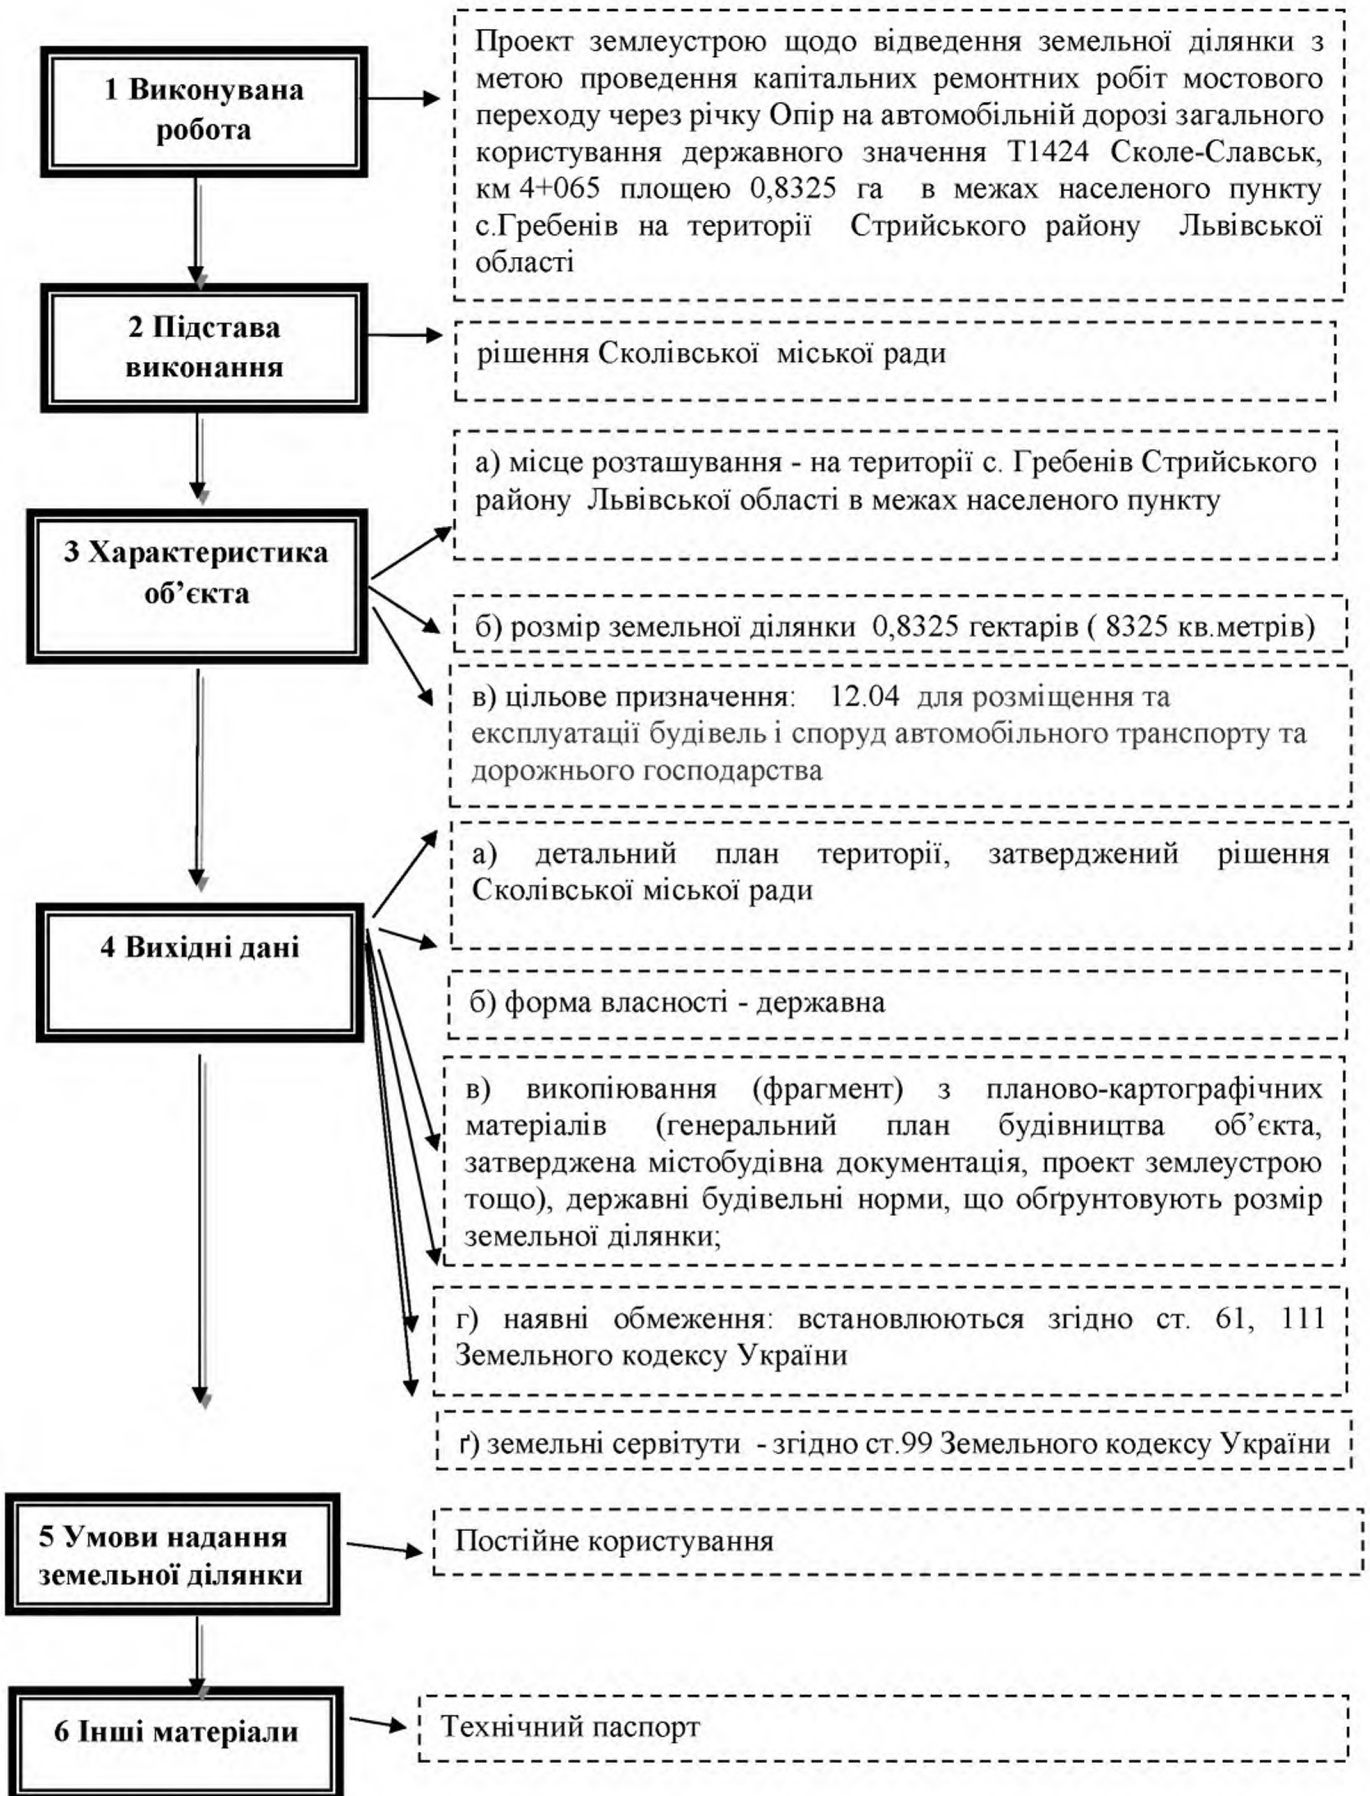 1 Виконувана
робота
Проект землеустрою щодо відведення земельної ділянки з
метою проведення капітальних ремонтних робіт мостового
переходу через річку Опір на автомобільній дорозі загального
користування державного значення Т1424 Сколе-Славськ,
км 4+065 площею 0,8325 га в межах населеного пункту
с.Гребенів на території Стрийського району Львівської
області
2 Підстава
виконання
рішення Сколівської міської ради
3 Характеристика
об’єкта
а) місце розташування - на території с. Гребенів Стрийського
району Львівської області в межах населеного пункту
б) розмір земельної ділянки 0,8325 гектарів ( 8325 кв.метрів)
в) цільове призначення: 12.04 для розміщення та
експлуатації будівель і споруд автомобільного транспорту та
дорожнього господарства
4 Вихідні дані
а) детальний план території, затверджений рішення
Сколівської міської ради
б) форма власності - державна
в) викопіювання (фрагмент) з планово-картографічних
матеріалів (генеральний план будівництва об’єкта,
затверджена містобудівна документація, проект землеустрою
тощо), державні будівельні норми, що обґрунтовують розмір
земельної ділянки;
г) наявні обмеження: встановлюються згідно ст. 61, 111
Земельного кодексу України
ґ) земельні сервітути - згідно ст.99 Земельного кодексу України
5 Умови надання
земельної ділянки
Постійне користування
6 Інші матеріали
Технічний паспорт